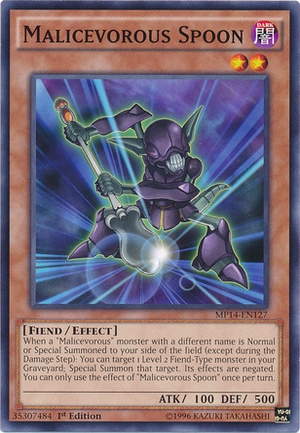 MALICEVOROUS SPOON
DARK
闇
MP14-EN127
[FIEND / EFFECT]
When a "Malicevorous" monster with a different name is Normal
or Special Summoned to your side of the field (except during the
Damage Step): You can target 1 Level 2 Fiend-Type monster in your
Graveyard; Special Summon that target. Its effects are negated.
You can only use the effect of "Malicevorous Spoon" once per turn.
ATK/ 100 DEF/ 500
35307484 1st Edition ©1996 KAZUKI TAKAHASHI